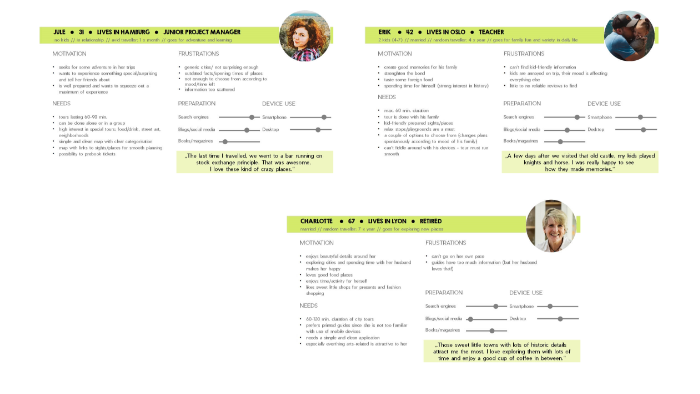 JULE • 31 • LIVES IN HAMBURG • JUNIOR PROJECT MANAGER
no kids // in relationship // avid traveller: 1 x month // goes for adventure and learning
MOTIVATION
• seeks for some adventure in her trips
• wants to experience something special/surprising
and tell her friends about
• is well prepared and wants to squeeze out a
maximum of experience
NEEDS
• tours lasting 60-90 min.
• can be done alone or in a group
• high interest in special tours: food/drink, street art,
neighborhoods
• simple and clear maps with clear categorization
• map with links to sights/places for smooth planning
• possibility to prebook tickets
FRUSTRATIONS
• generic cities/ not surprising enough
• outdated facts/opening times of places
• not enough to choose from according to
mood/time left
• information too scattered
PREPARATION
DEVICE USE
Search engines
Smartphone
Blogs/social media
Desktop
Books/magazines
„The last time I travelled, we went to a bar running on
stock exchange principle. That was awesome.
I love these kind of crazy places."
ERIK • 42 • LIVES IN OSLO • TEACHER
2 kids (4-7) // married // random traveller: 4 x year // goes for family fun and variety in daily life
MOTIVATION
• create good memories for his family
• strengthen the bond
• taste some foreign food
• spending time for himself (strong interest in history)
NEEDS
• max. 60 min. duration
• tour is done with his family
• kid-friendly prepared sights/places
• relax stops/playgrounds are a must
• a couple of options to choose from (changes plans
spontaneously according to mood of his family)
• can't fiddle around with his devices -
smooth
FRUSTRATIONS
• can't find kid-friendly information
• kids are annoyed on trip, their mood is affecting
everything else
• little to no reliable reviews to find
PREPARATION
DEVICE USE
Search engines
Smartphone
Blogs/social media
Desktop
Books/magazines
„A few days after we visited that old castle, my kids played
knights and horse. I was really happy to see
how they made memories."
CHARLOTTE • 67 • LIVES IN LYON • RETIRED
married // random traveller: 7 x year // goes for exploring new places
MOTIVATION
• enjoys beautiful details around her
• exploring cities and spending time with her husband
makes her happy
• loves good food places
• enjoys time/activity for herself
• likes sweet little shops for presents and fashion
shopping
NEEDS
• 60-120 min. duration of city tours
• prefers printed guides since she is not too familiar
with use of mobile devices
• needs a simple and clear application
• especially everything arts-related is attractive to her
FRUSTRATIONS
• can't go on her own pace
• guides have too much information (but her husband
loves that!)
PREPARATION
DEVICE USE
Search engines
Smartphone
Blogs/social media
Desktop
Books/magazines
„Those sweet little towns with lots of historic details
attract me the most. I love exploring them with lots of
time and enjoy a good cup of coffee in between."